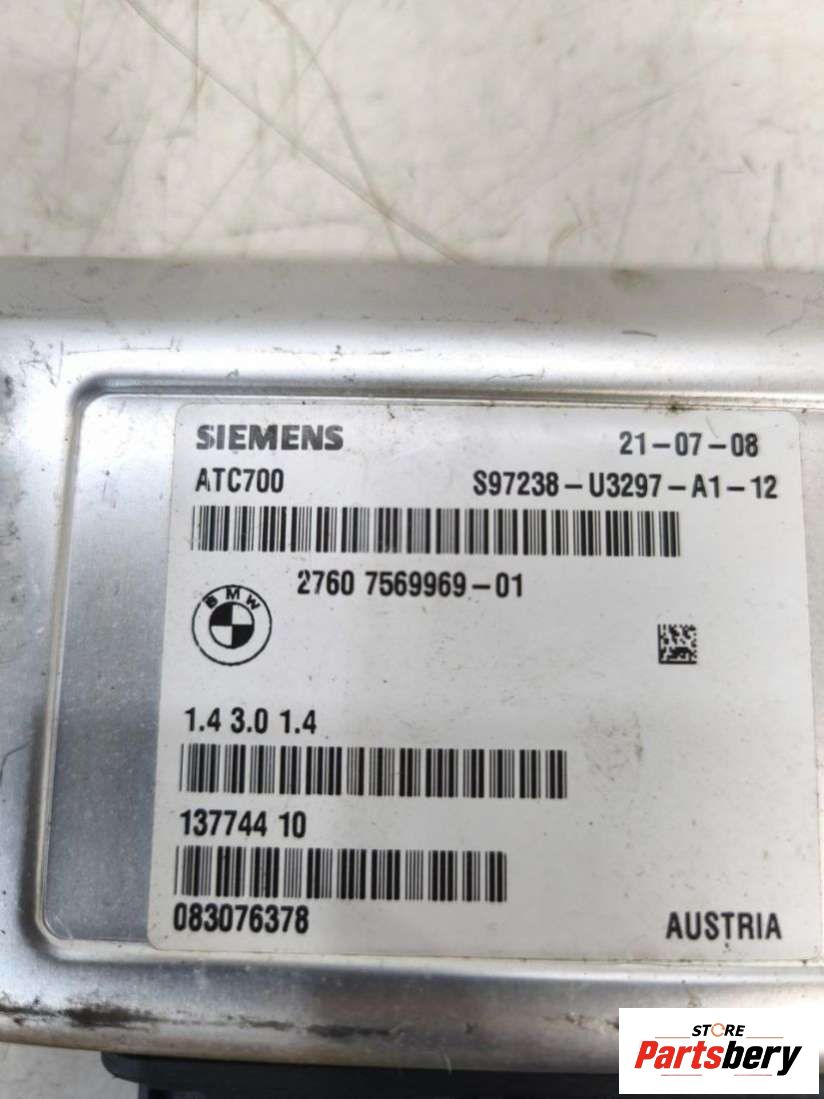 SIEMENS 21-07-08
ATC700 S97238-U3297-A1-12
2760 7569969-01
BMW
1.4 3.0 1.4
137744 10
083076378 AUSTRIA
STORE
Partsbery